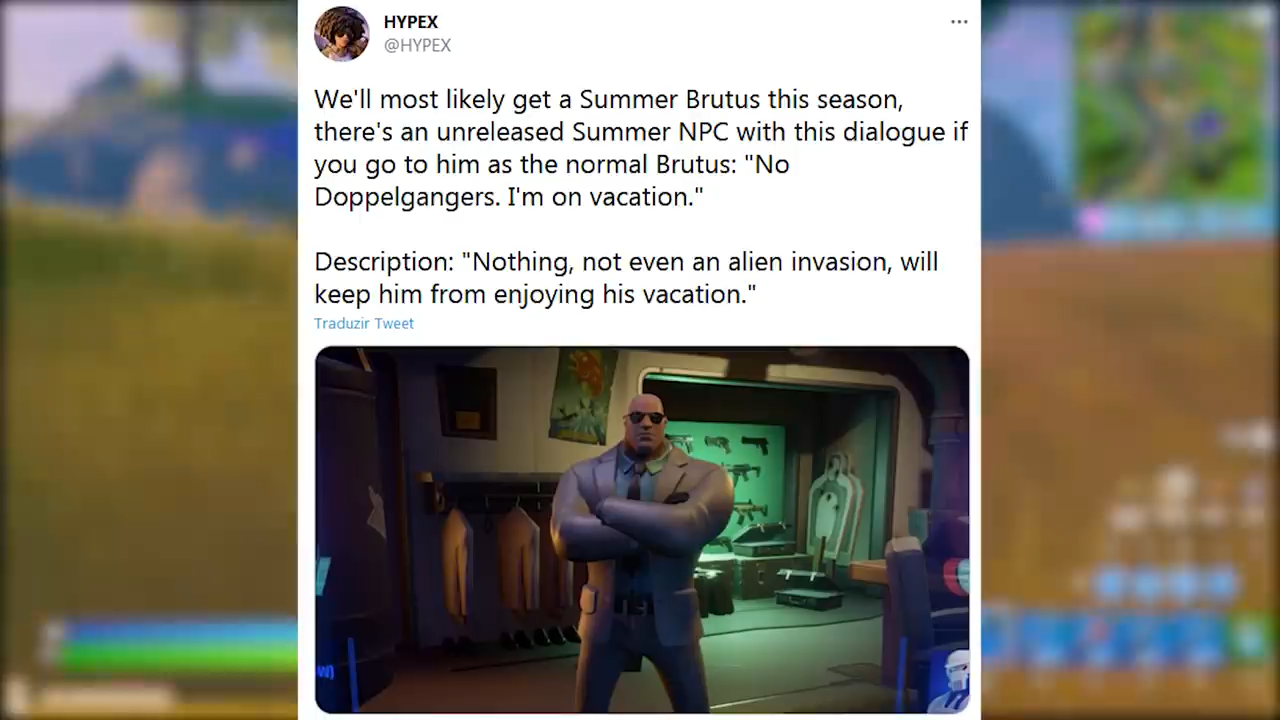 HYPEX
@HYPEX
We'll most likely get a Summer Brutus this season,
there's an unreleased Summer NPC with this dialogue if
you go to him as the normal Brutus: "No
Doppelgangers. I'm on vacation."
Description: "Nothing, not even an alien invasion, will
keep him from enjoying his vacation."
Traduzir Tweet